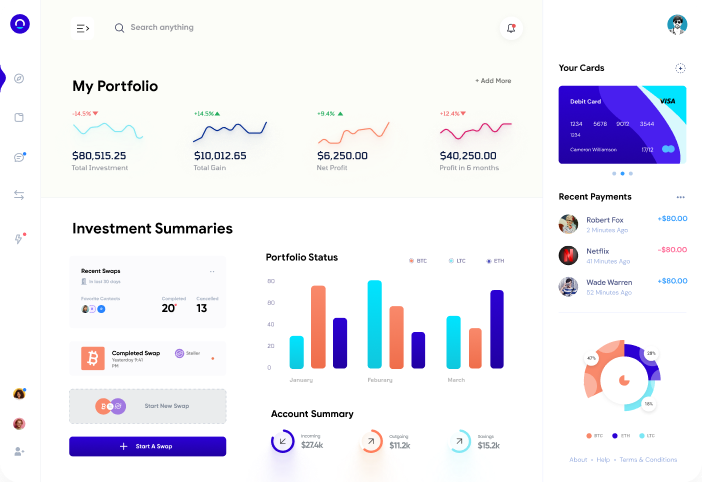 Search anything
My Portfolio
+ Add More
-14.5%
+14.5%
+9.4%
+12.4%
$80,515.25
$10,012.65
$6,250.00
$40,250.00
Total Investment
Total Gain
Net Profit
Profit in 6 months
Investment Summaries
Recent Swaps
in last 30 days
Favorite Contacts
Completed
Cancelled
20
13
Completed Swap
Yesterday 9:41
PM
Steller
Start New Swap
Start A Swap
Portfolio Status
BTC
LTC
ETH
80
60
40
20
0
January
Feburary
March
Account Summary
Incoming
$27.4k
Outgoing
$11.2k
Savings
$15.2k
Your Cards
Debit Card
VISA
1234 5678 9012 3544
1234
Cameron Williamson
17/12
Recent Payments
Robert Fox
+$80.00
2 Minutes Ago
Netflix
-$80.00
41 Minutes Ago
Wade Warren
+$80.00
52 Minutes Ago
47%
28%
18%
BTC
ETH
LTC
About • Help • Terms & Conditions